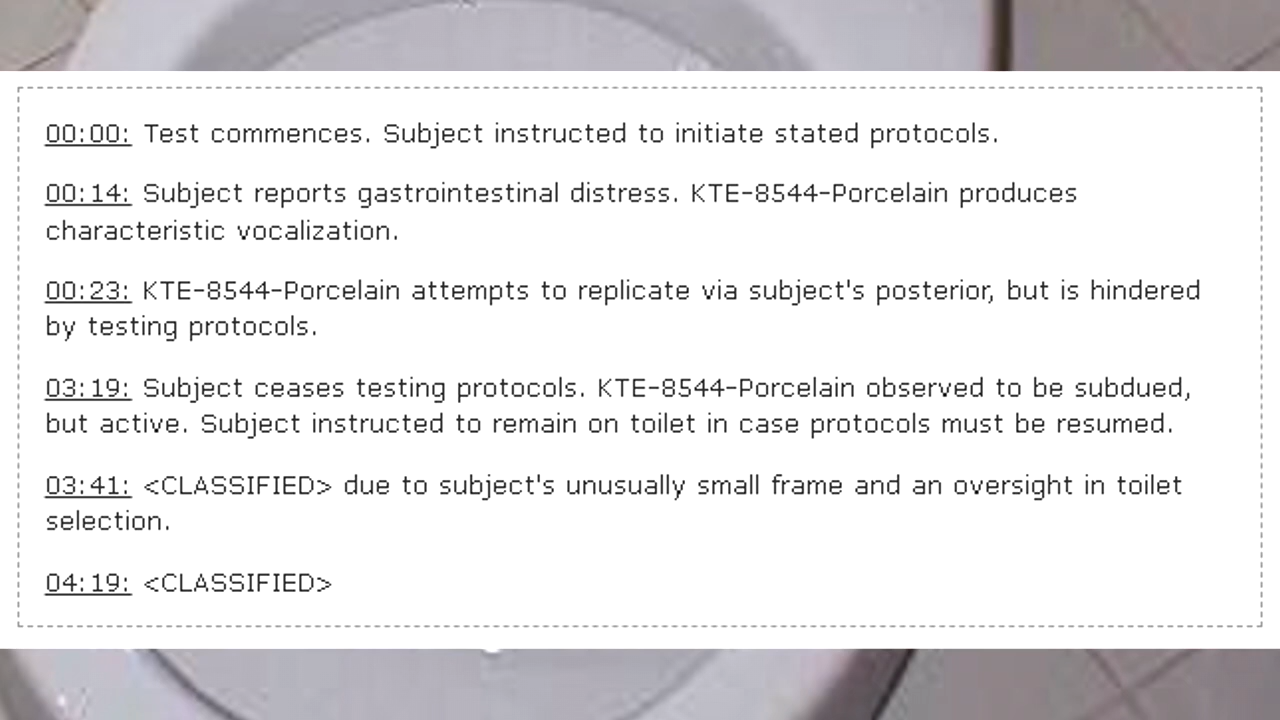 00:00: Test commences. Subject instructed to initiate stated protocols.
00:14: Subject reports gastrointestinal distress. KTE-8544-Porcelain produces
characteristic vocalization.
00:23: KTE-8544-Porcelain attempts to replicate via subject's posterior, but is hindered
by testing protocols.
03:19: Subject ceases testing protocols. KTE-8544-Porcelain observed to be subdued,
but active. Subject instructed to remain on toilet in case protocols must be resumed.
03:41: <CLASSIFIED> due to subject's unusually small frame and an oversight in toilet
selection.
04:19: <CLASSIFIED>